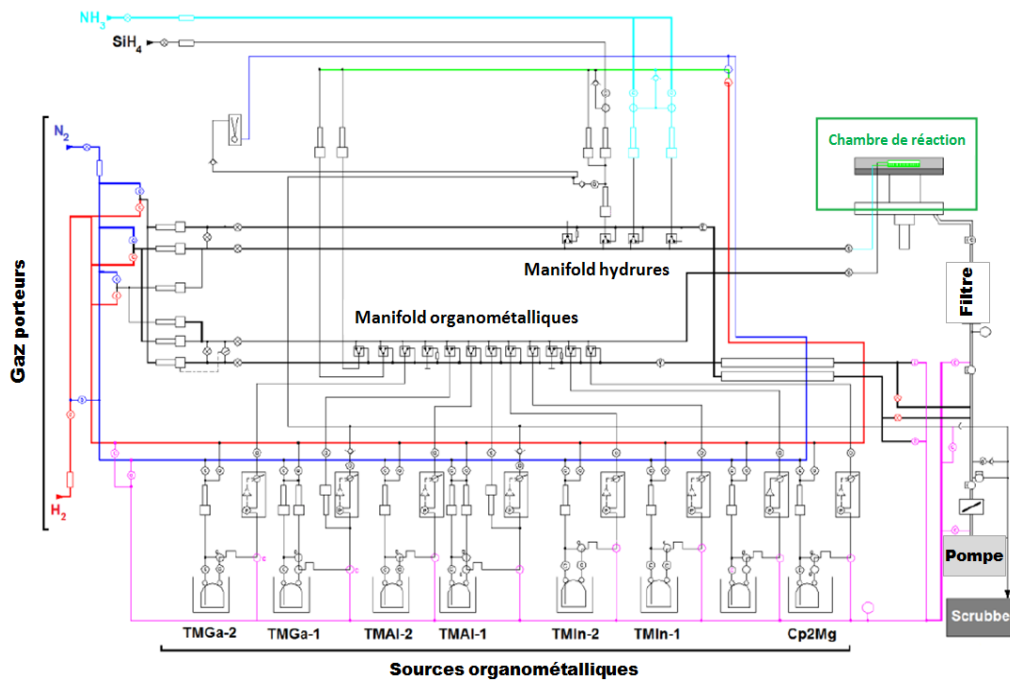 NH3
SiH4
N2
Chambre de réaction
Manifold hydrures
Filtre
Gaz porteurs
Manifold organométalliques
H2
Pompe
Scrubbe
TMGa-2 TMGa-1 TMAl-2 TMAl-1 TMIn-2 TMIn-1 Cp2Mg
Sources organométalliques